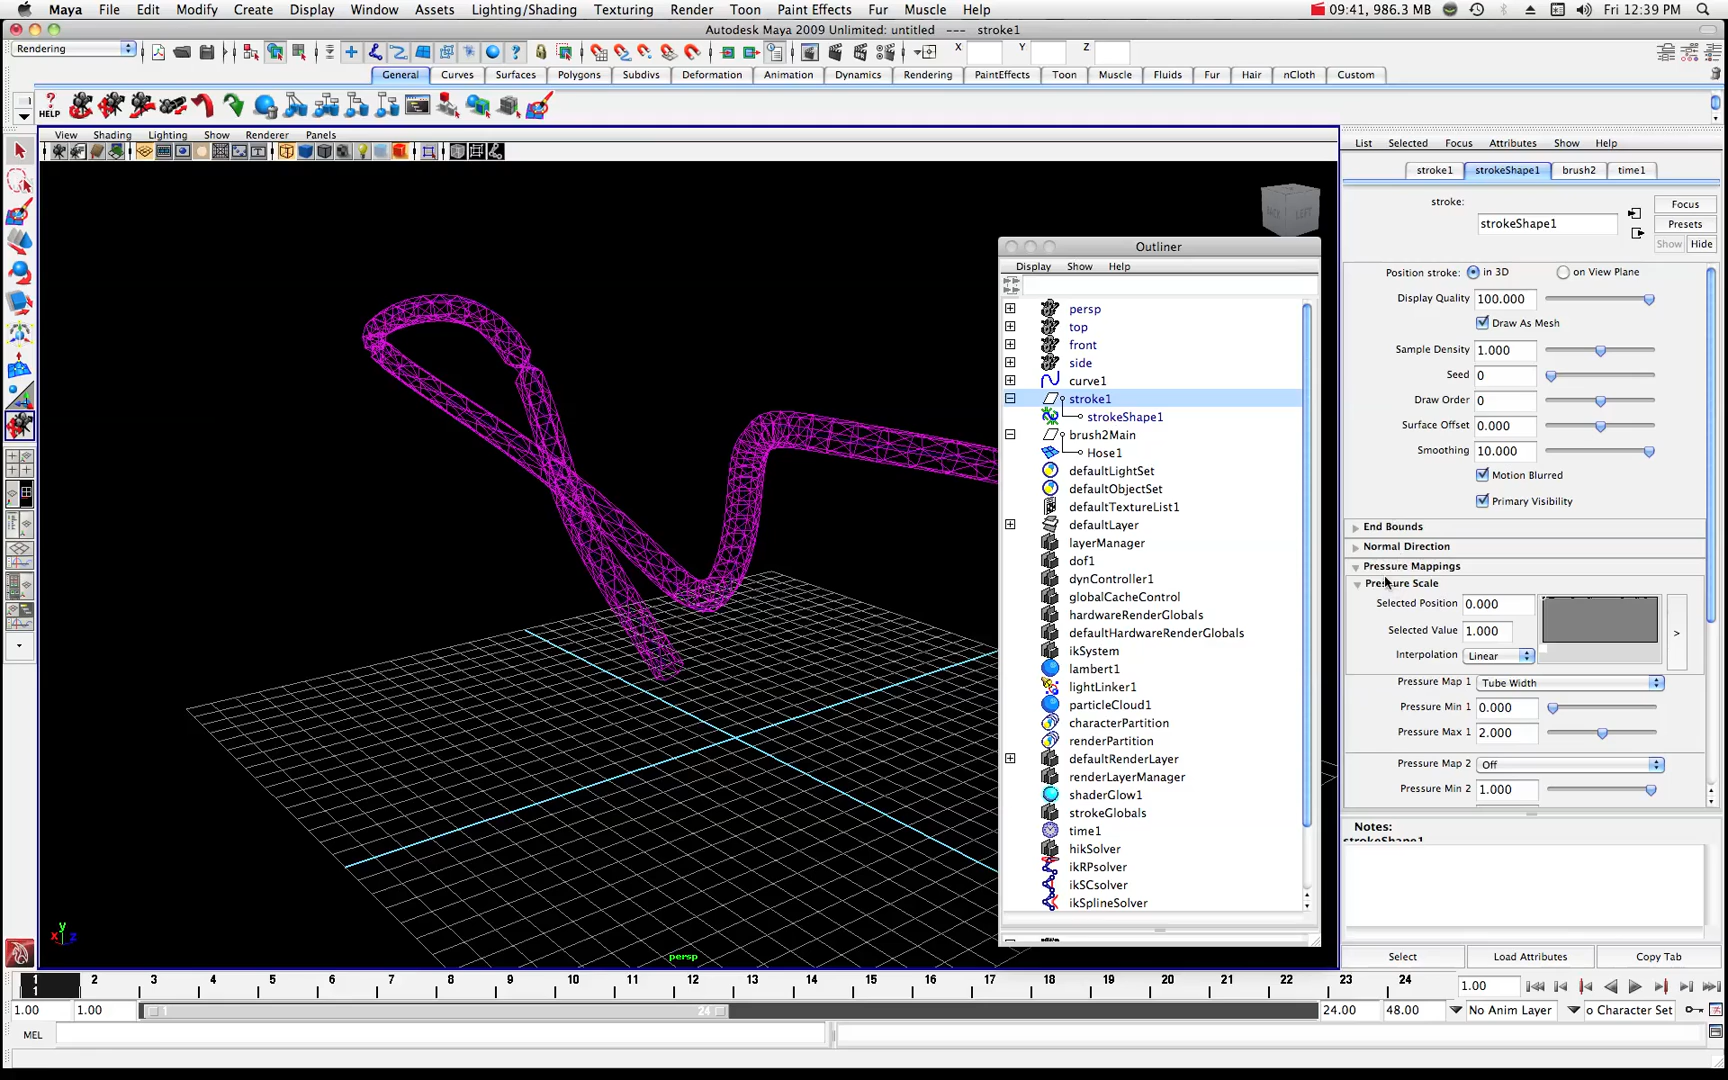 Maya File Edit Modify Create Display Window Assets Lighting/Shading Texturing Render Toon Paint Effects Fur Muscle Help 09:41, 986.3 MB Fri 12:39 PM
Autodesk Maya 2009 Unlimited: untitled --- stroke1
Rendering X Y Z
General Curves Surfaces Polygons Subdivs Deformation Animation Dynamics Rendering PaintEffects Toon Muscle Fluids Fur Hair nCloth Custom
HELP
View Shading Lighting Show Renderer Panels
BACK LEFT
List Selected Focus Attributes Show Help
stroke1 strokeShape1 brush2 time1
stroke: Focus
strokeShape1 Presets
Show Hide
Position stroke: in 3D on View Plane
Display Quality 100.000
Draw As Mesh
Sample Density 1.000
Seed 0
Draw Order 0
Surface Offset 0.000
Smoothing 10.000
Motion Blurred
Primary Visibility
End Bounds
Normal Direction
Pressure Mappings
Pressure Scale
Selected Position 0.000
Selected Value 1.000 >
Interpolation Linear
Pressure Map 1 Tube Width
Pressure Min 1 0.000
Pressure Max 1 2.000
Pressure Map 2 Off
Pressure Min 2 1.000
Notes:
strokeShape1
Select Load Attributes Copy Tab
Outliner
Display Show Help
persp
top
front
side
curve1
stroke1
strokeShape1
brush2Main
Hose1
defaultLightSet
defaultObjectSet
defaultTextureList1
defaultLayer
layerManager
dof1
dynController1
globalCacheControl
hardwareRenderGlobals
defaultHardwareRenderGlobals
ikSystem
lambert1
lightLinker1
particleCloud1
characterPartition
renderPartition
defaultRenderLayer
renderLayerManager
shaderGlow1
strokeGlobals
time1
hikSolver
ikRPsolver
ikSCsolver
ikSplineSolver
y
x z
persp
1 2 3 4 5 6 7 8 9 10 11 12 13 14 15 16 17 18 19 20 21 22 23 24
1 1.00
1.00 1.00 1 24 24.00 48.00 No Anim Layer o Character Set
MEL